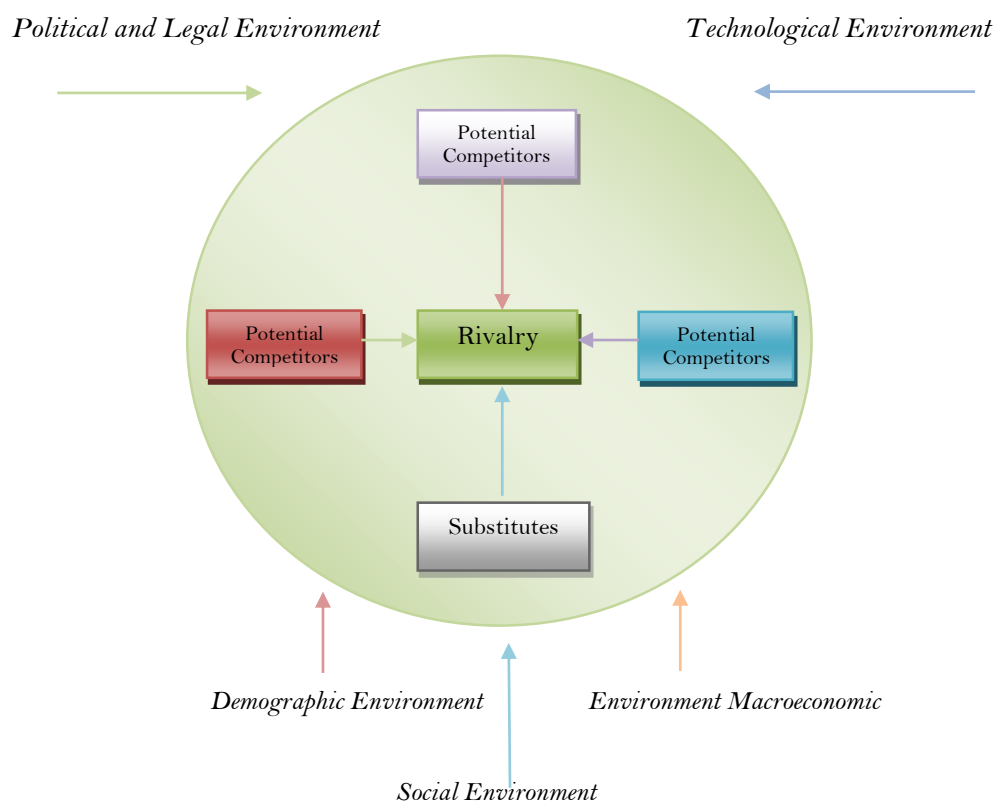 Political and Legal Environment
Technological Environment
Potential
Competitors
Potential
Competitors
Rivalry
Potential
Competitors
Substitutes
Demographic Environment
Environment Macroeconomic
Social Environment